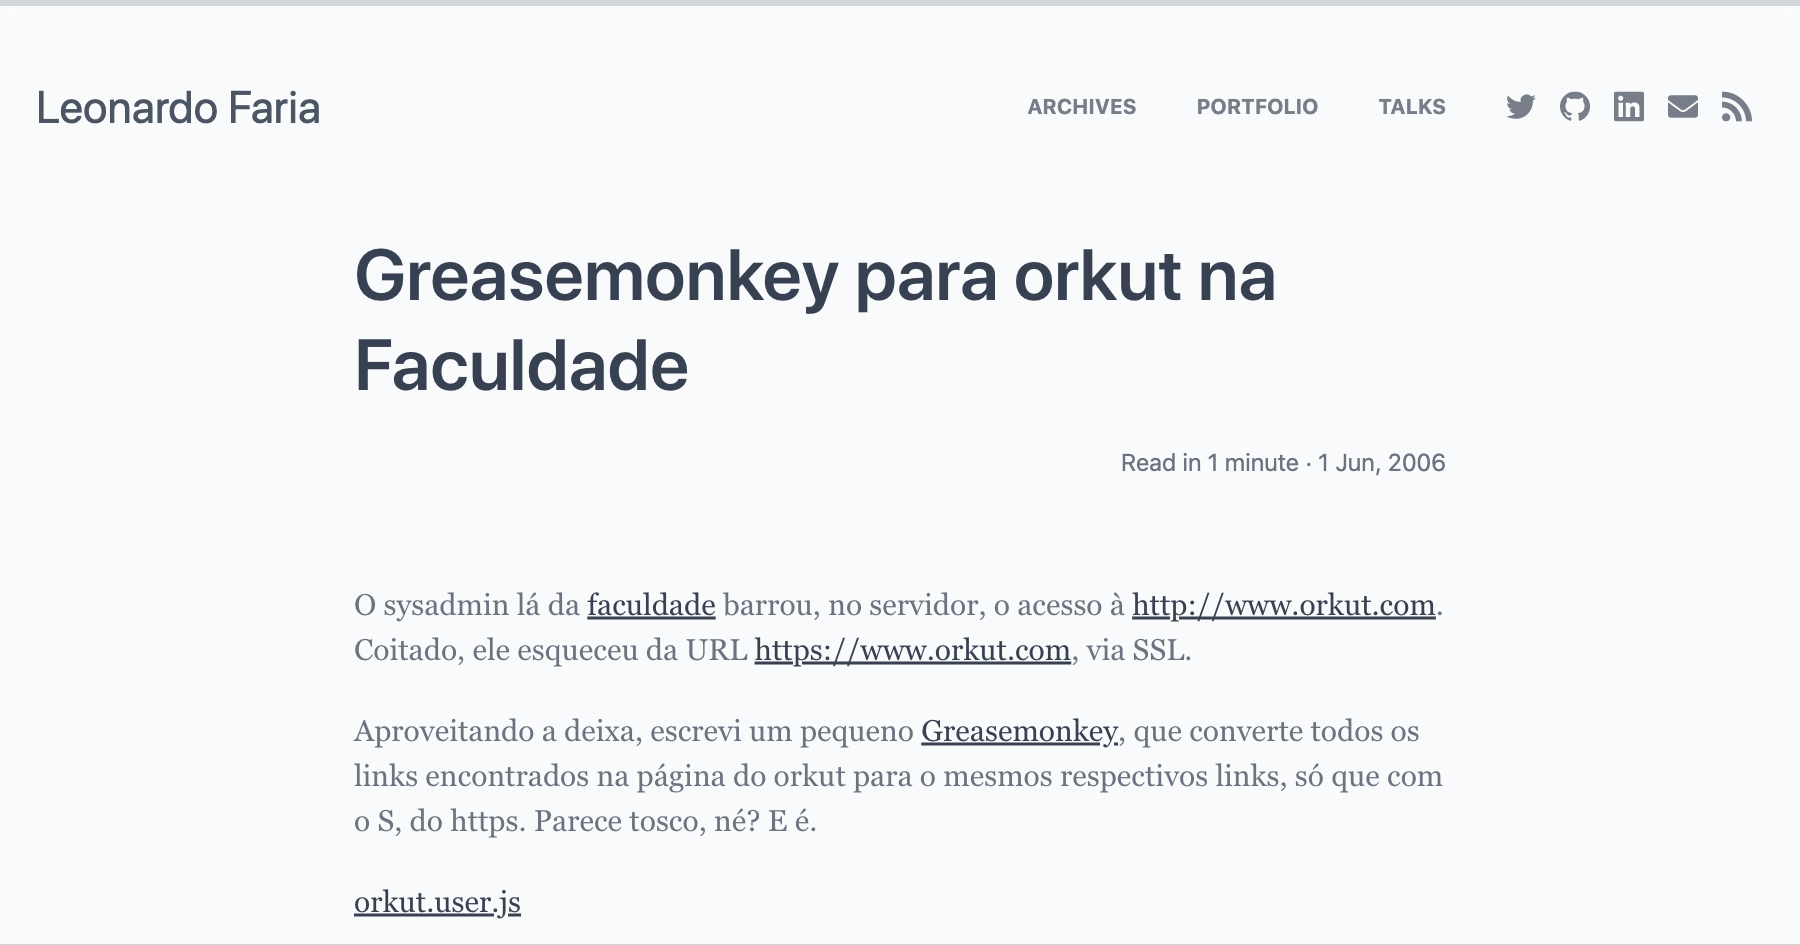 Leonardo Faria
ARCHIVES PORTFOLIO TALKS
Greasemonkey para orkut na
Faculdade
Read in 1 minute · 1 Jun, 2006
O sysadmin lá da faculdade barrou, no servidor, o acesso à http://www.orkut.com.
Coitado, ele esqueceu da URL https://www.orkut.com, via SSL.
Aproveitando a deixa, escrevi um pequeno Greasemonkey, que converte todos os
links encontrados na página do orkut para o mesmos respectivos links, só que com
o S, do https. Parece tosco, né? E é.
orkut.user.js